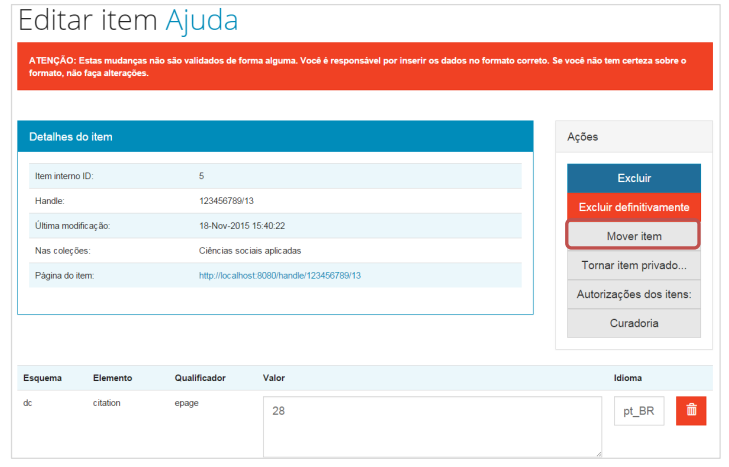 Editar item Ajuda
ATENÇÃO: Estas mudanças não são validados de forma alguma. Você é responsável por inserir os dados no formato correto. Se você não tem certeza sobre o
formato, não faça alterações.
Detalhes do item
Item interno ID: 5
Handle: 123456789/13
Última modificação: 18-Nov-2015 15:40:22
Nas coleções: Ciências sociais aplicadas
Página do item: http://localhost:8080/handle/123456789/13
Ações
Excluir
Excluir definitivamente
Mover item
Tornar item privado...
Autorizações dos itens:
Curadoria
Esquema Elemento Qualificador Valor Idioma
dc citation epage 28 pt_BR